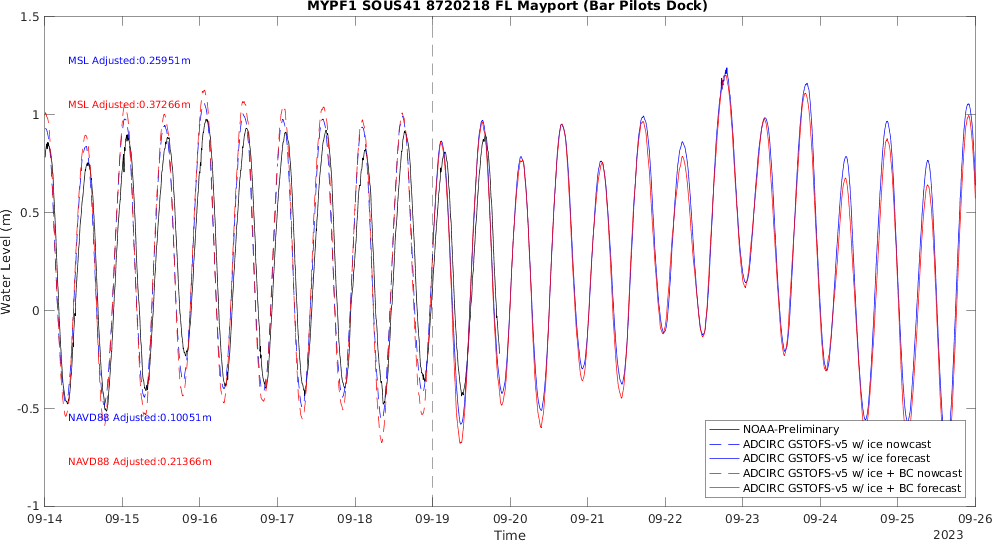 MYPF1 SOUS41 8720218 FL Mayport (Bar Pilots Dock)
1.5
1
0.5
0
-0.5
-1
Water Level (m)
MSL Adjusted:0.25951m
MSL Adjusted:0.37266m
NAVD88 Adjusted:0.10051m
NAVD88 Adjusted:0.21366m
NOAA-Preliminary
ADCIRC GSTOFS-v5 w/ ice nowcast
ADCIRC GSTOFS-v5 w/ ice forecast
ADCIRC GSTOFS-v5 w/ ice + BC nowcast
ADCIRC GSTOFS-v5 w/ ice + BC forecast
09-14 09-15 09-16 09-17 09-18 09-19 09-20 09-21 09-22 09-23 09-24 09-25 09-26
Time
2023